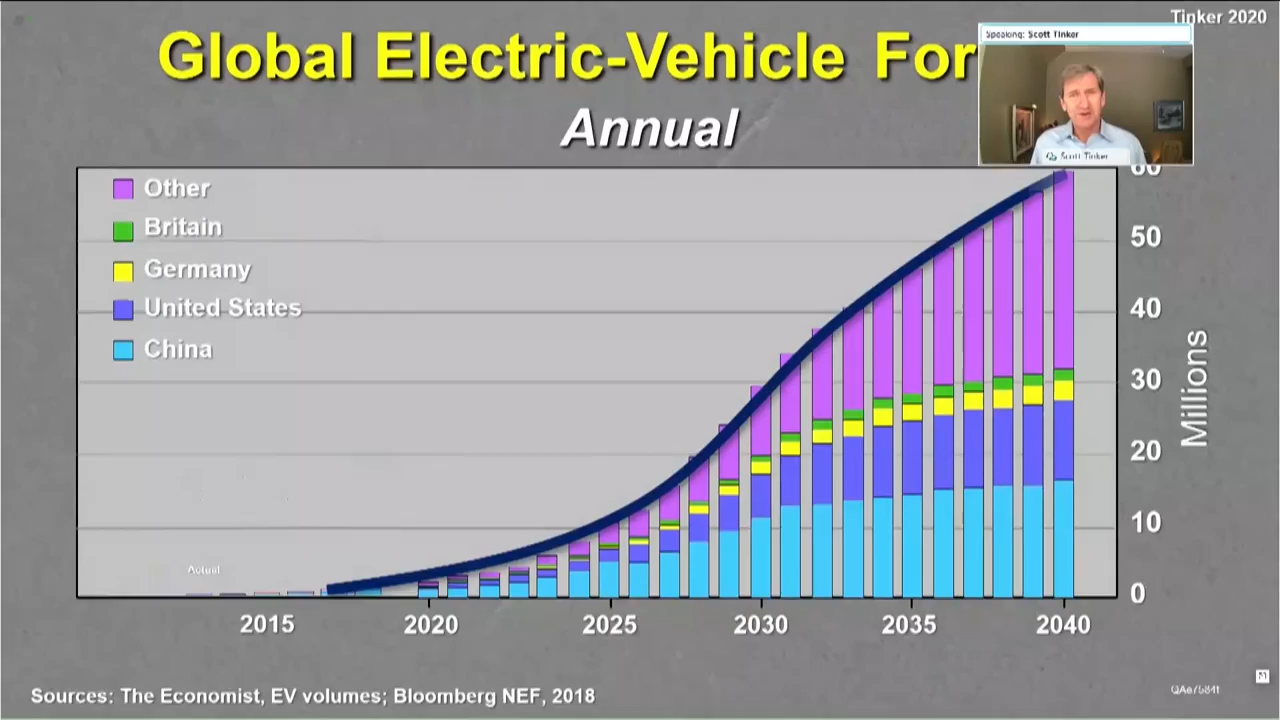 Tinker 2020
Speaking: Scott Tinker
Global Electric-Vehicle For
Annual
Scott Tinker
Other
Britain
Germany
United States
China
60
50
40
30
20
10
0
Millions
Actual
2015 2020 2025 2030 2035 2040
Sources: The Economist, EV volumes; Bloomberg NEF, 2018